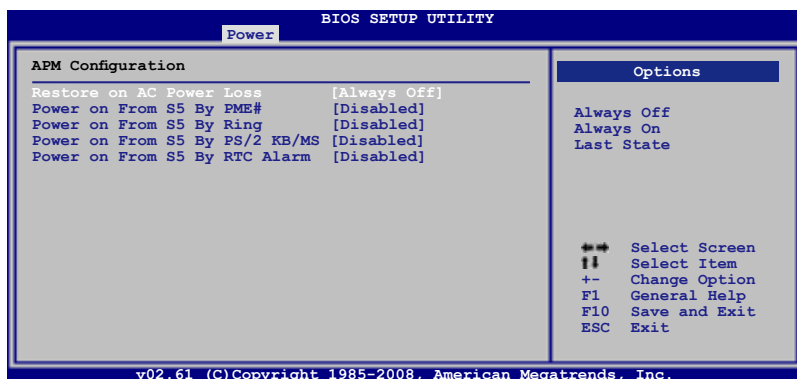 BIOS SETUP UTILITY
Power
APM Configuration
Restore on AC Power Loss [Always Off]
Power on From S5 By PME# [Disabled]
Power on From S5 By Ring [Disabled]
Power on From S5 By PS/2 KB/MS [Disabled]
Power on From S5 By RTC Alarm [Disabled]
Options
Always Off
Always On
Last State
←→ Select Screen
↑↓ Select Item
+- Change Option
F1 General Help
F10 Save and Exit
ESC Exit
v02.61 (C)Copyright 1985-2008, American Megatrends, Inc.